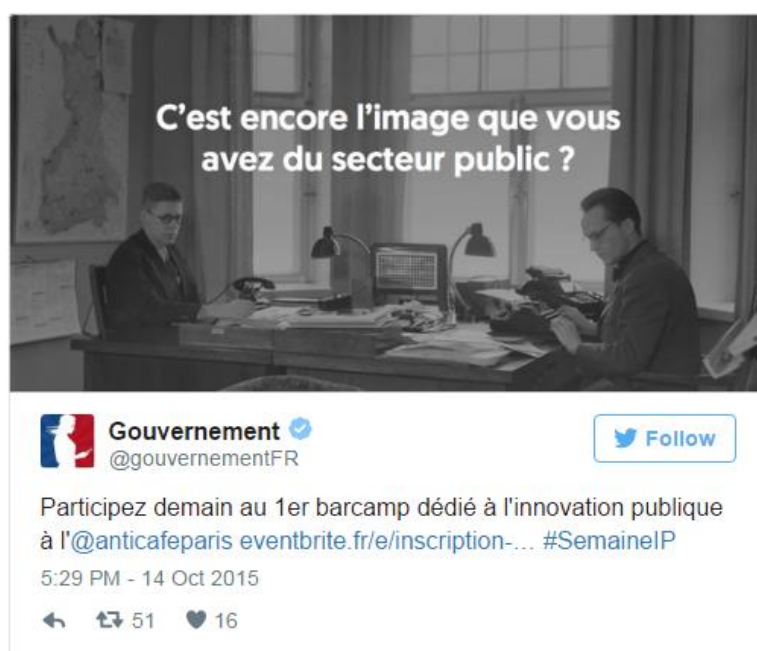 C'est encore l'image que vous
avez du secteur public ?
Gouvernement
@gouvernementFR
Follow
Participez demain au 1er barcamp dédié à l'innovation publique
à l'@anticafeparis eventbrite.fr/e/inscription-... #SemaineIP
5:29 PM - 14 Oct 2015
51
16